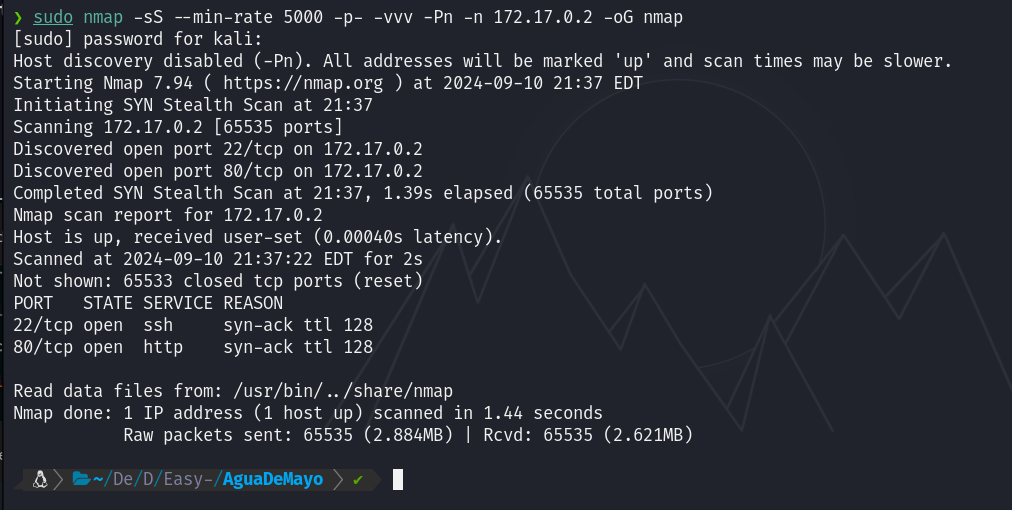 ❯ sudo nmap -sS --min-rate 5000 -p- -vvv -Pn -n 172.17.0.2 -oG nmap
[sudo] password for kali:
Host discovery disabled (-Pn). All addresses will be marked 'up' and scan times may be slower.
Starting Nmap 7.94 ( https://nmap.org ) at 2024-09-10 21:37 EDT
Initiating SYN Stealth Scan at 21:37
Scanning 172.17.0.2 [65535 ports]
Discovered open port 22/tcp on 172.17.0.2
Discovered open port 80/tcp on 172.17.0.2
Completed SYN Stealth Scan at 21:37, 1.39s elapsed (65535 total ports)
Nmap scan report for 172.17.0.2
Host is up, received user-set (0.00040s latency).
Scanned at 2024-09-10 21:37:22 EDT for 2s
Not shown: 65533 closed tcp ports (reset)
PORT   STATE SERVICE REASON
22/tcp open  ssh     syn-ack ttl 128
80/tcp open  http    syn-ack ttl 128
Read data files from: /usr/bin/../share/nmap
Nmap done: 1 IP address (1 host up) scanned in 1.44 seconds
Raw packets sent: 65535 (2.884MB) | Rcvd: 65535 (2.621MB)
~/De/D/Easy-/AguaDeMayo ✔